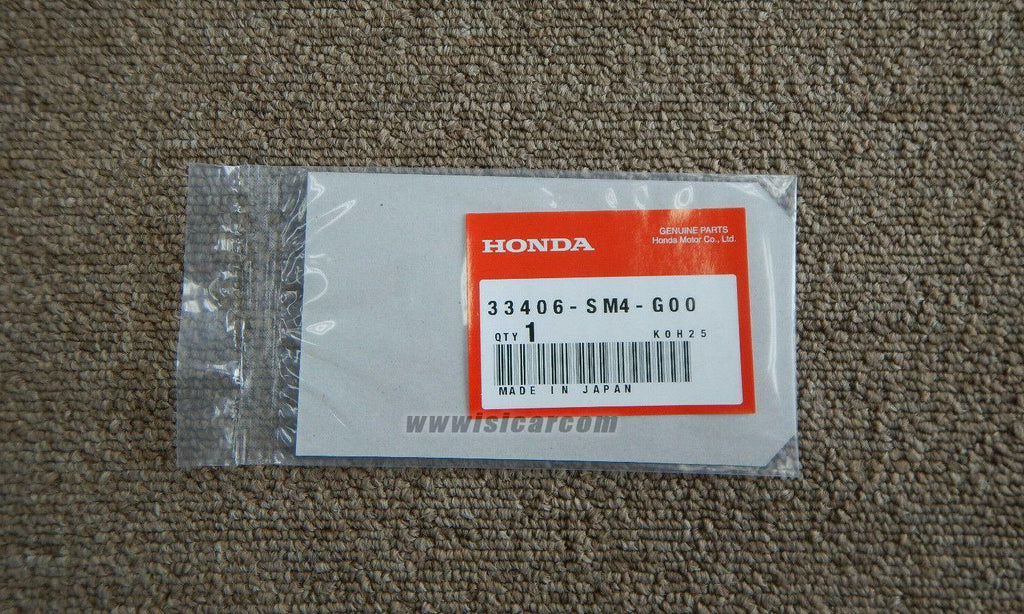 HONDA
GENUINE PARTS
Honda Motor Co., Ltd.
33406-SM4-G00
QTY 1 K0H25
MADE IN JAPAN
wwwisicarcom